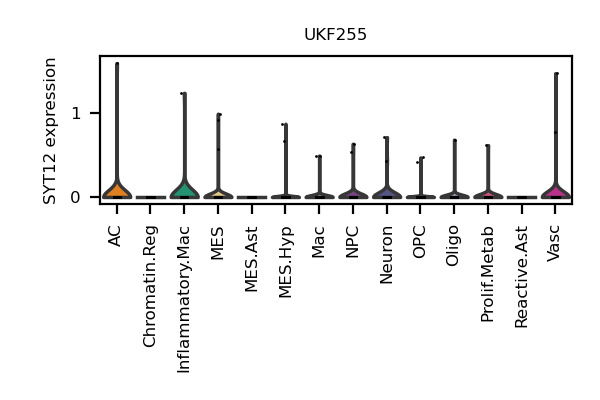 UKF255
SYT12 expression
1
0
AC
Chromatin.Reg
Inflammatory.Mac
MES
MES.Ast
MES.Hyp
Mac
NPC
Neuron
OPC
Oligo
Prolif.Metab
Reactive.Ast
Vasc